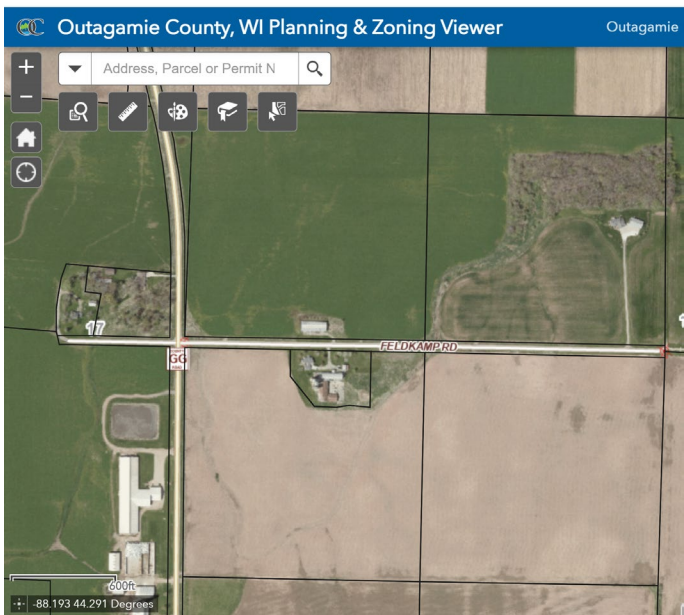 Outagamie County, WI Planning & Zoning Viewer
Outagamie
+
Address, Parcel or Permit N
−
17
FELDKAMP RD
GG
600ft
-88.193 44.291 Degrees